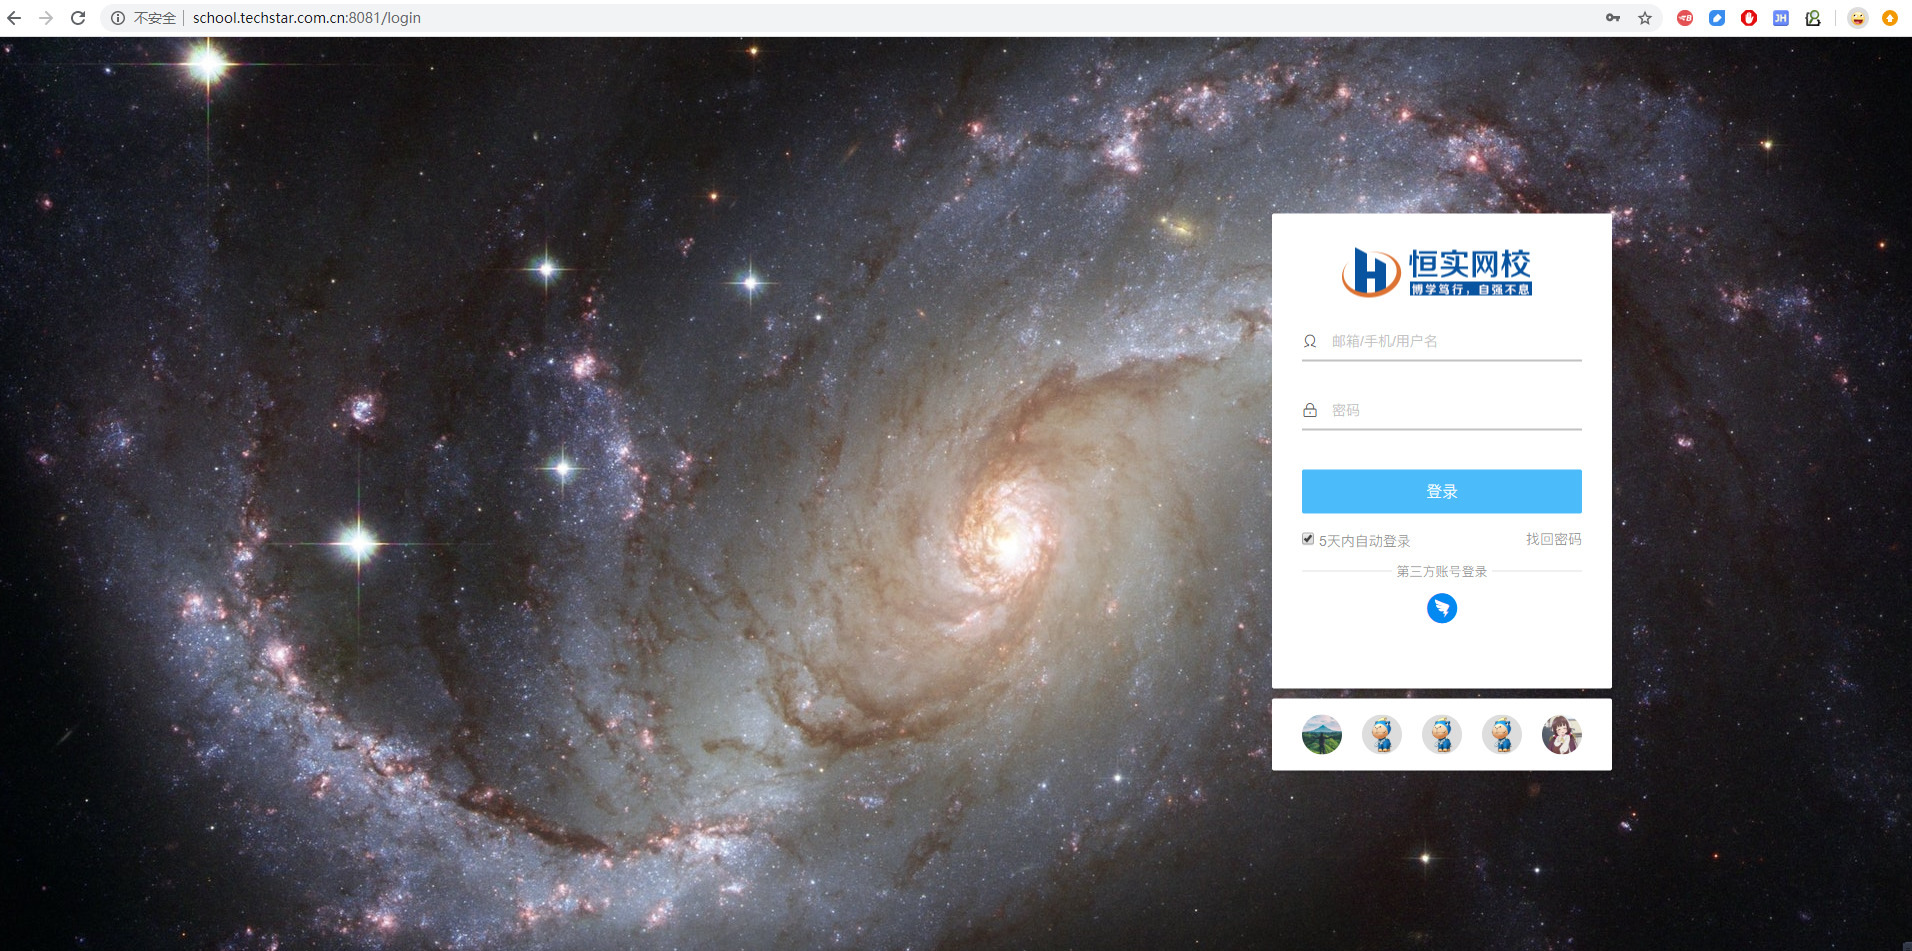 不安全 school.techstar.com.cn:8081/login
JH
恒实网校
博学笃行，自强不息
邮箱/手机/用户名
密码
登录
5天内自动登录 找回密码
第三方账号登录